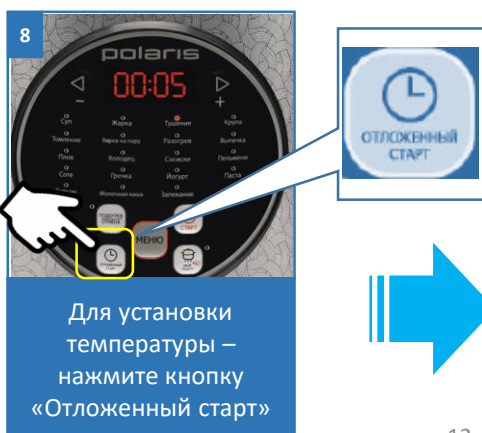 8
polaris
00:05
− +
Суп Жарка Тушение Крупа
Томление Варка на пару Разогрев Выпечка
Плов Холодец Сосиски Пельмени
Соте Гречка Йогурт Паста
Молочная каша Запекание
ПОДОГРЕВ
ОТМЕНА
СТАРТ
МЕНЮ
ОТЛОЖЕННЫЙ
СТАРТ
ОТЛОЖЕННЫЙ
СТАРТ
Для установки
температуры –
нажмите кнопку
«Отложенный старт»